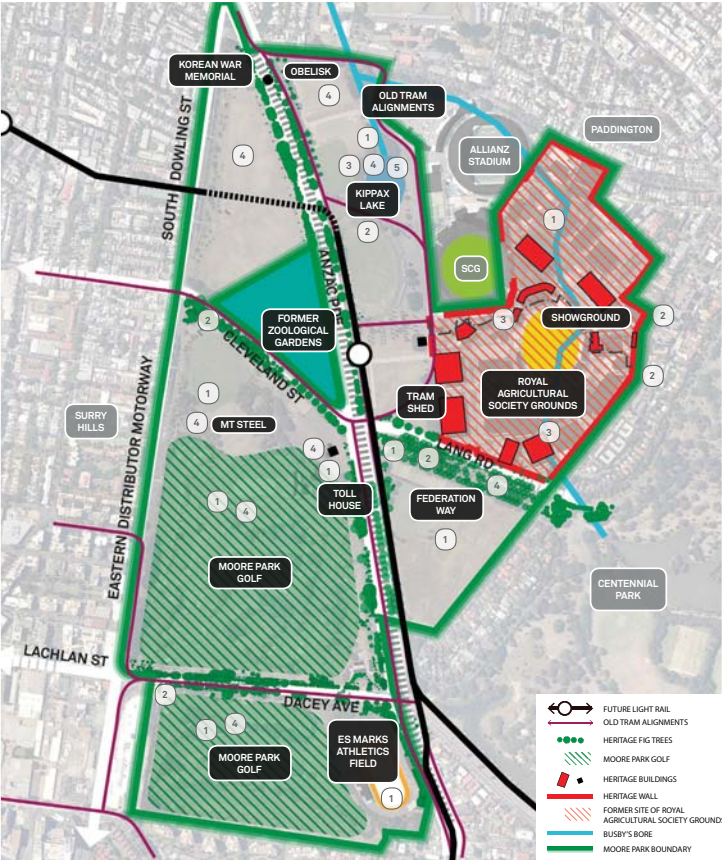 KOREAN WAR
MEMORIAL
OBELISK
4
OLD TRAM
ALIGNMENTS
PADDINGTON
ALLIANZ
STADIUM
SOUTH DOWLING ST
4
1
3
4
5
KIPPAX
LAKE
2
1
SCG
ANZAC PDE
FORMER
ZOOLOGICAL
GARDENS
2
CLEVELAND ST
3
SHOWGROUND
2
2
ROYAL
AGRICULTURAL
SOCIETY GROUNDS
3
TRAM
SHED
EASTERN DISTRIBUTOR MOTORWAY
SURRY
HILLS
1
4
MT STEEL
4
1
TOLL
HOUSE
1
2
LANG RD
4
FEDERATION
WAY
1
1
4
MOORE PARK
GOLF
CENTENNIAL
PARK
LACHLAN ST
2
DACEY AVE
1
4
MOORE PARK
GOLF
ES MARKS
ATHLETICS
FIELD
1
FUTURE LIGHT RAIL
OLD TRAM ALIGNMENTS
HERITAGE FIG TREES
MOORE PARK GOLF
HERITAGE BUILDINGS
HERITAGE WALL
FORMER SITE OF ROYAL
AGRICULTURAL SOCIETY GROUNDS
BUSBY'S BORE
MOORE PARK BOUNDARY